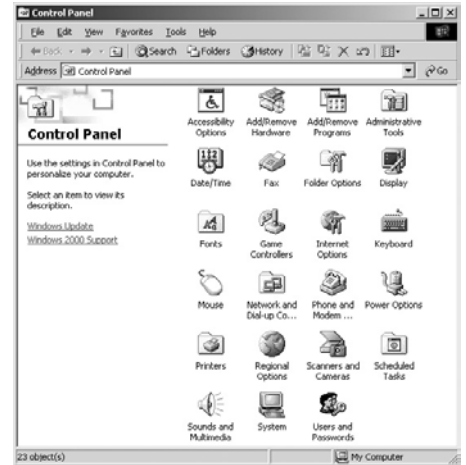 Control Panel
File Edit View Favorites Tools Help
Back Search Folders History
Address Control Panel Go
Control Panel
Use the settings in Control Panel to
personalize your computer.
Select an item to view its
description.
Windows Update
Windows 2000 Support
Accessibility
Options
Add/Remove
Hardware
Add/Remove
Programs
Administrative
Tools
Date/Time
Fax
Folder Options
Display
Fonts
Game
Controllers
Internet
Options
Keyboard
Mouse
Network and
Dial-up Co...
Phone and
Modem ...
Power Options
Printers
Regional
Options
Scanners and
Cameras
Scheduled
Tasks
Sounds and
Multimedia
System
Users and
Passwords
23 object(s) My Computer